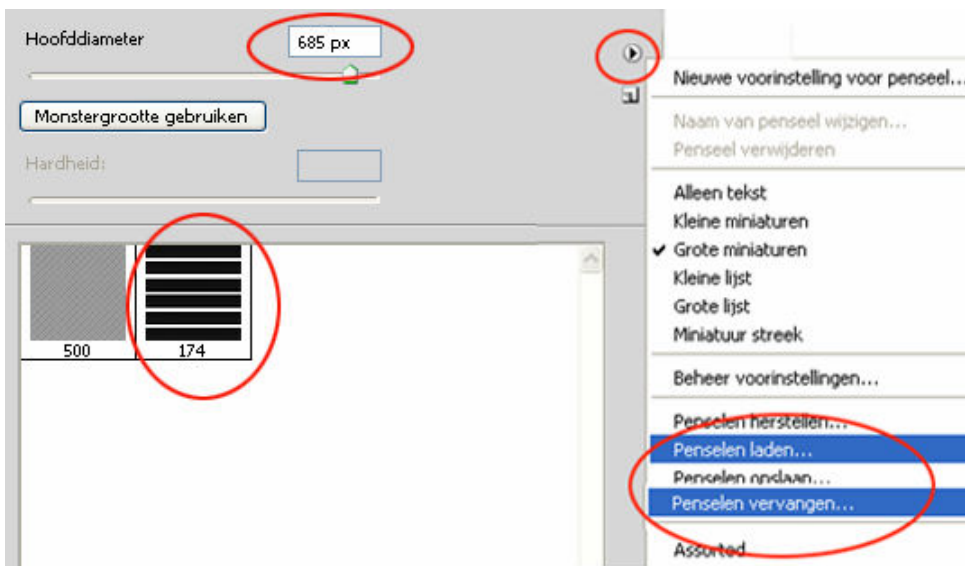 Hoofddiameter
685 px
Monstergrootte gebruiken
Hardheid:
500
174
Nieuwe voorinstelling voor penseel...
Naam van penseel wijzigen...
Penseel verwijderen
Alleen tekst
Kleine miniaturen
Grote miniaturen
Kleine lijst
Grote lijst
Miniatuur streek
Beheer voorinstellingen...
Penselen herstellen...
Penselen laden...
Penselen opslaan...
Penselen vervangen...
Assorted